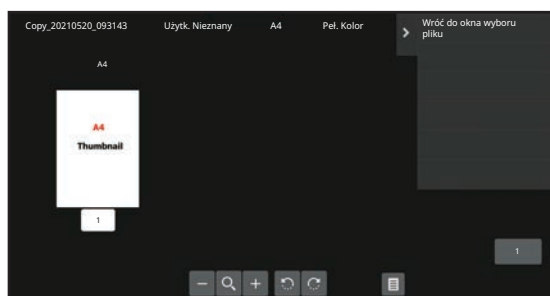 Copy_20210520_093143 Użytk. Nieznany A4 Peł. Kolor
Wróć do okna wyboru
pliku
A4
A4
Thumbnail
1
1